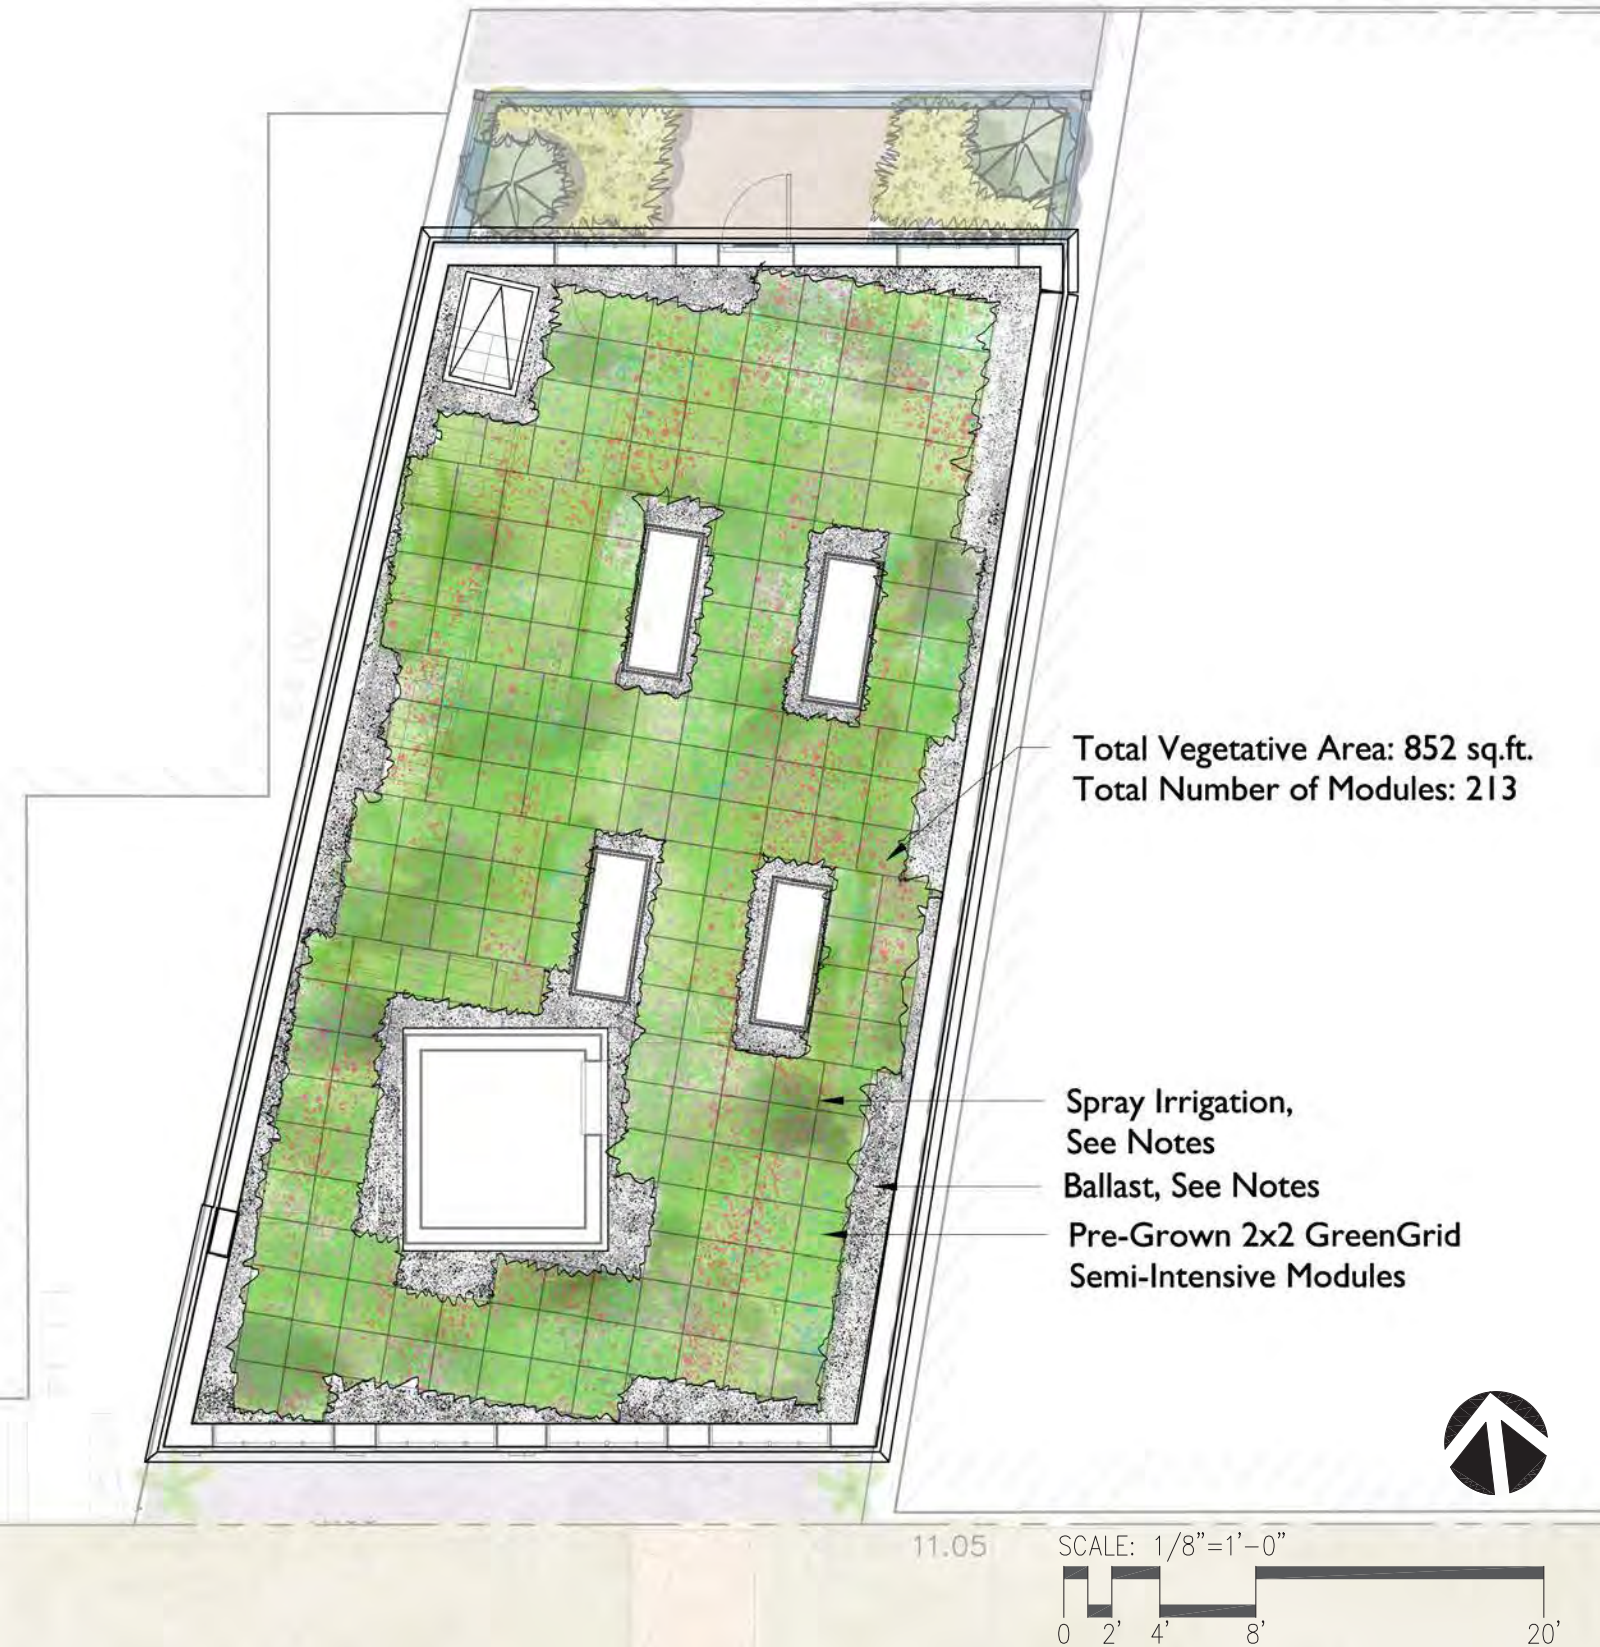 Total Vegetative Area: 852 sq.ft.
Total Number of Modules: 213
Spray Irrigation,
See Notes
Ballast, See Notes
Pre-Grown 2x2 GreenGrid
Semi-Intensive Modules
11.05
SCALE: 1/8"=1'-0"
0 2' 4' 8' 20'